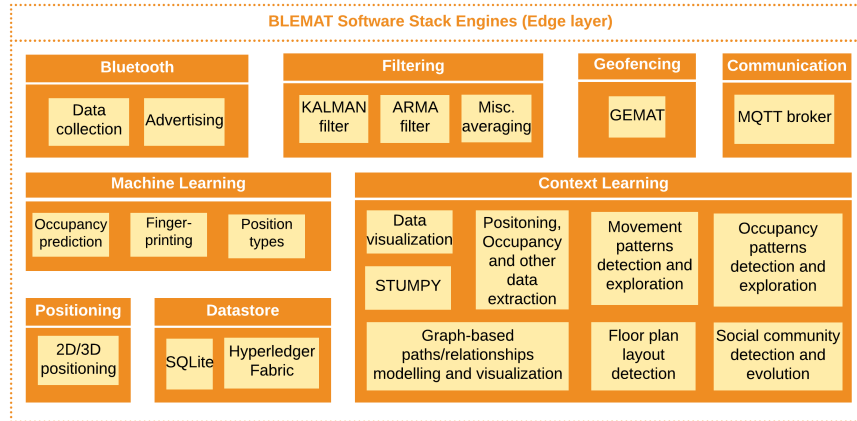 BLEMAT Software Stack Engines (Edge layer)
Bluetooth
Data
collection
Advertising
Filtering
KALMAN
filter
ARMA
filter
Misc.
averaging
Geofencing
GEMAT
Communication
MQTT broker
Machine Learning
Occupancy
prediction
Finger-
printing
Position
types
Context Learning
Data
visualization
STUMPY
Positoning,
Occupancy
and other
data
extraction
Movement
patterns
detection and
exploration
Occupancy
patterns
detection and
exploration
Graph-based
paths/relationships
modelling and visualization
Floor plan
layout
detection
Social community
detection and
evolution
Positioning
2D/3D
positioning
Datastore
SQLite
Hyperledger
Fabric